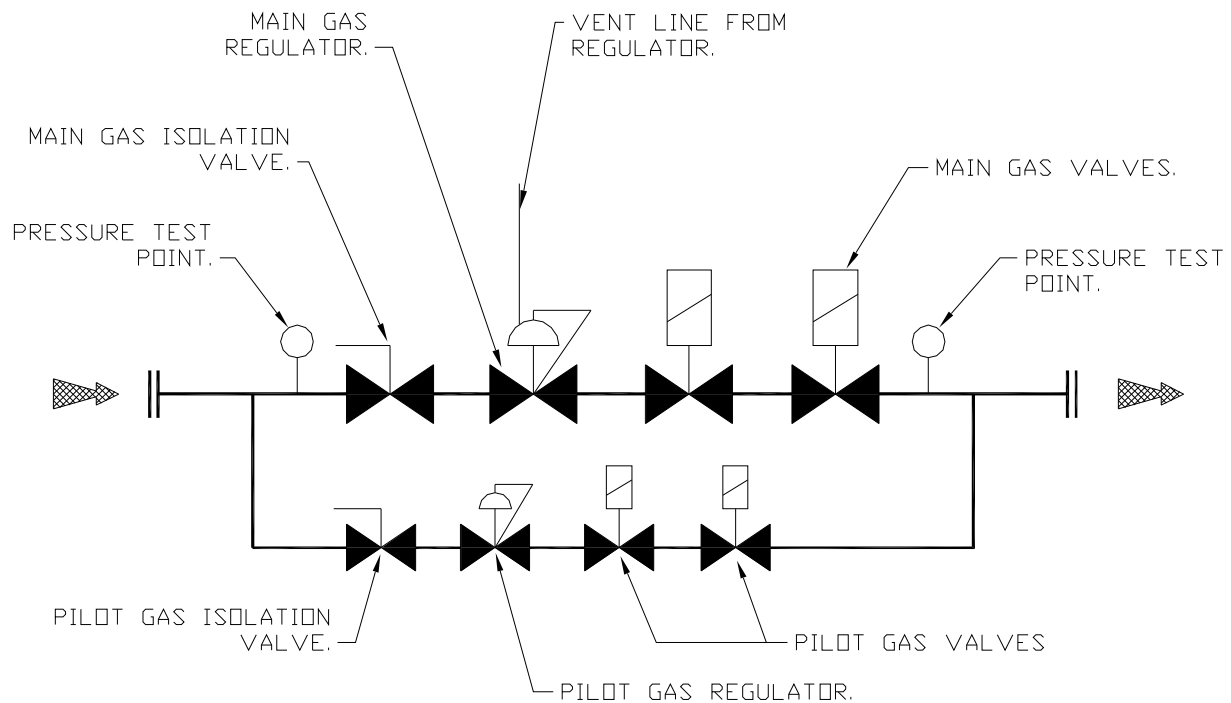 MAIN GAS
REGULATOR.
VENT LINE FROM
REGULATOR.
MAIN GAS ISOLATION
VALVE.
MAIN GAS VALVES.
PRESSURE TEST
POINT.
PRESSURE TEST
POINT.
PILOT GAS ISOLATION
VALVE.
PILOT GAS VALVES
PILOT GAS REGULATOR.